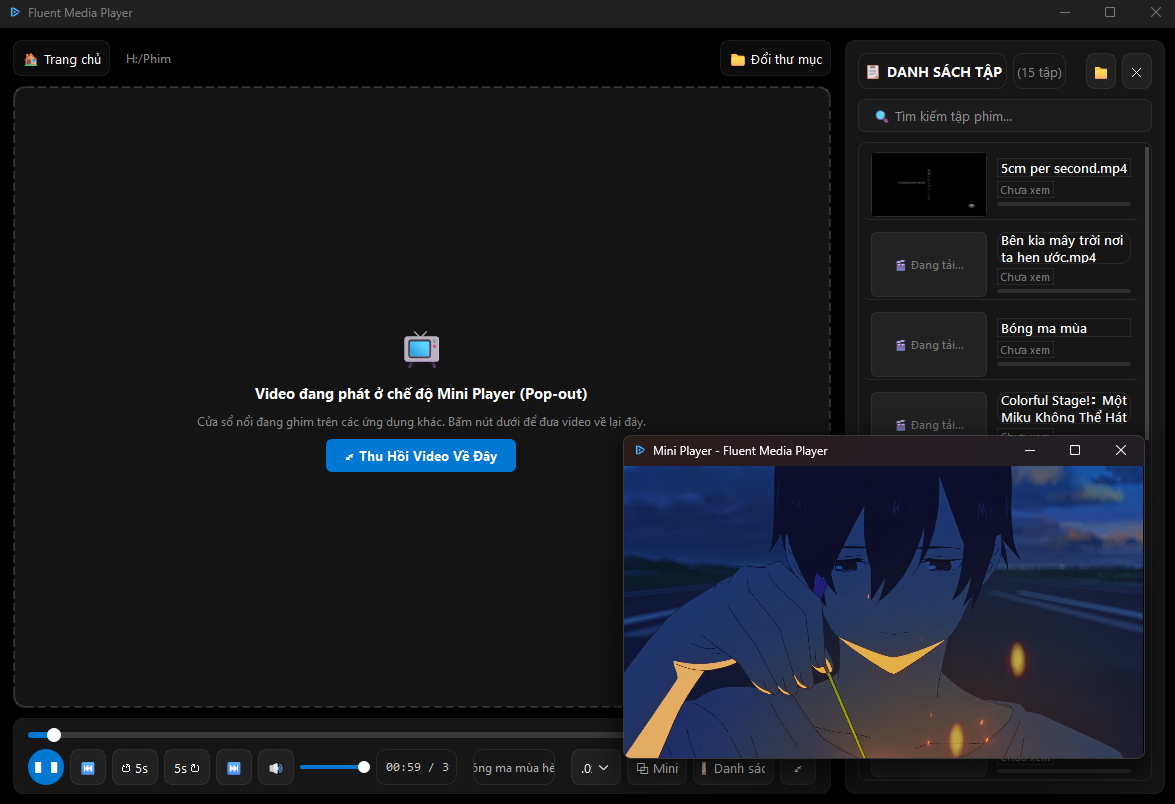 Fluent Media Player
Trang chủ
H:/Phim
Đổi thư mục
DANH SÁCH TẬP
(15 tập)
Tìm kiếm tập phim...
5cm per second.mp4
Chưa xem
Đang tải...
Bên kia mây trời nơi
ta hẹn ước.mp4
Chưa xem
Đang tải...
Bóng ma mùa
Chưa xem
Đang tải...
Colorful Stage!: Một
Miku Không Thể Hát
Video đang phát ở chế độ Mini Player (Pop-out)
Cửa sổ nổi đang ghim trên các ứng dụng khác. Bấm nút dưới để đưa video về lại đây.
Thu Hồi Video Về Đây
Mini Player - Fluent Media Player
5s
5s
00:59 / 3
óng ma mùa hè
.0
Mini
Danh sác